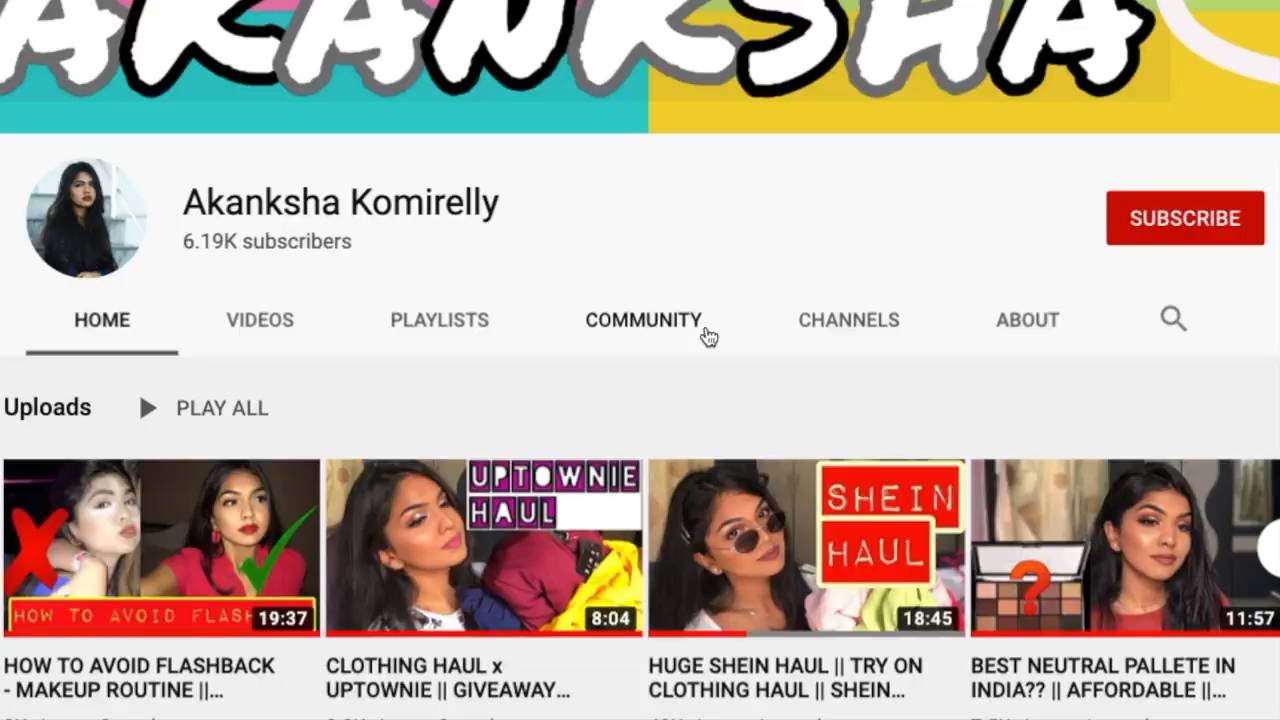 AKANKSHA
Akanksha Komirelly
6.19K subscribers
SUBSCRIBE
HOME VIDEOS PLAYLISTS COMMUNITY CHANNELS ABOUT
Uploads PLAY ALL
HOW TO AVOID FLASH
19:37
UPTOWNIE
HAUL
8:04
SHEIN
HAUL
18:45
?
11:57
HOW TO AVOID FLASHBACK
- MAKEUP ROUTINE ||...
CLOTHING HAUL x
UPTOWNIE || GIVEAWAY...
HUGE SHEIN HAUL || TRY ON
CLOTHING HAUL || SHEIN...
BEST NEUTRAL PALLETE IN
INDIA?? || AFFORDABLE ||...